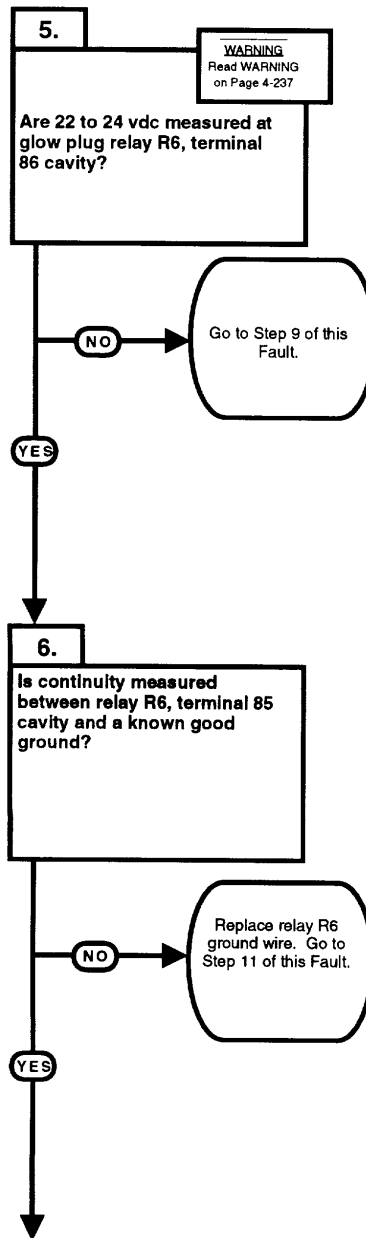 5.
WARNING
Read WARNING
on Page 4-237
Are 22 to 24 vdc measured at
glow plug relay R6, terminal
86 cavity?
NO
Go to Step 9 of this
Fault.
YES
6.
Is continuity measured
between relay R6, terminal 85
cavity and a known good
ground?
NO
Replace relay R6
ground wire. Go to
Step 11 of this Fault.
YES